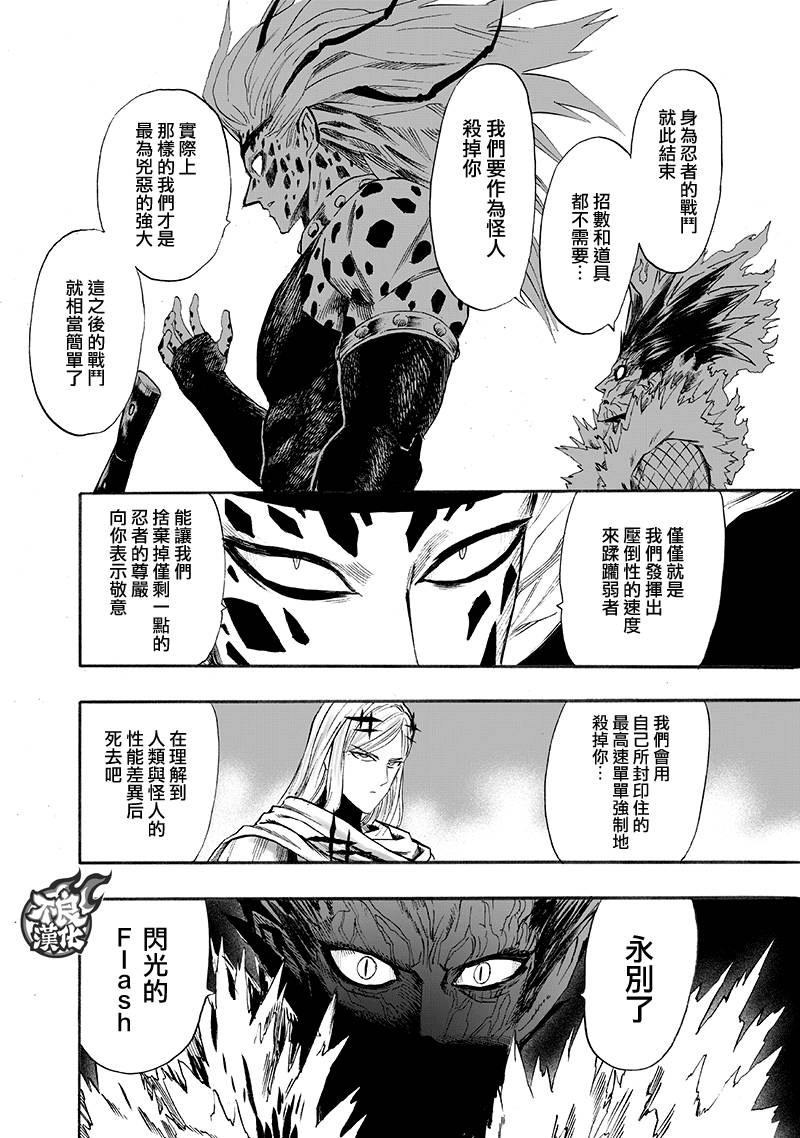 身為忍者的戰鬥
就此結束
招數和道具
都不需要…
我們要作為怪人
殺掉你
實際上
那樣的我們才是
最為兇惡的強大
這之後的戰鬥
就相當簡單了
僅僅就是
我們發揮出
壓倒性的速度
來蹂躪弱者
能讓我們
捨棄掉僅剩一點的
忍者的尊嚴
向你表示敬意
我們會用
自己所封印住的
最高速單單強制地
殺掉你…
在理解到
人類與怪人的
性能差異后
死去吧
永別了
閃光的
Flash
狼
漢化